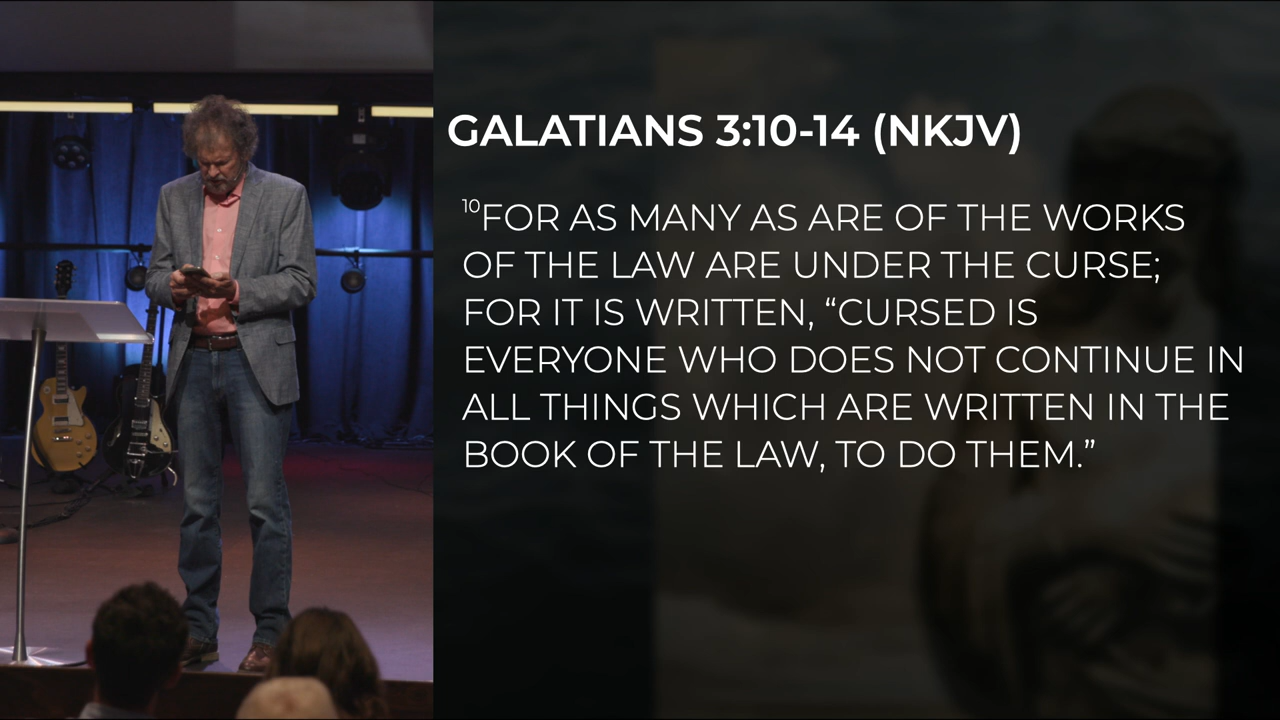 GALATIANS 3:10-14 (NKJV)
¹⁰FOR AS MANY AS ARE OF THE WORKS
OF THE LAW ARE UNDER THE CURSE;
FOR IT IS WRITTEN, “CURSED IS
EVERYONE WHO DOES NOT CONTINUE IN
ALL THINGS WHICH ARE WRITTEN IN THE
BOOK OF THE LAW, TO DO THEM.”